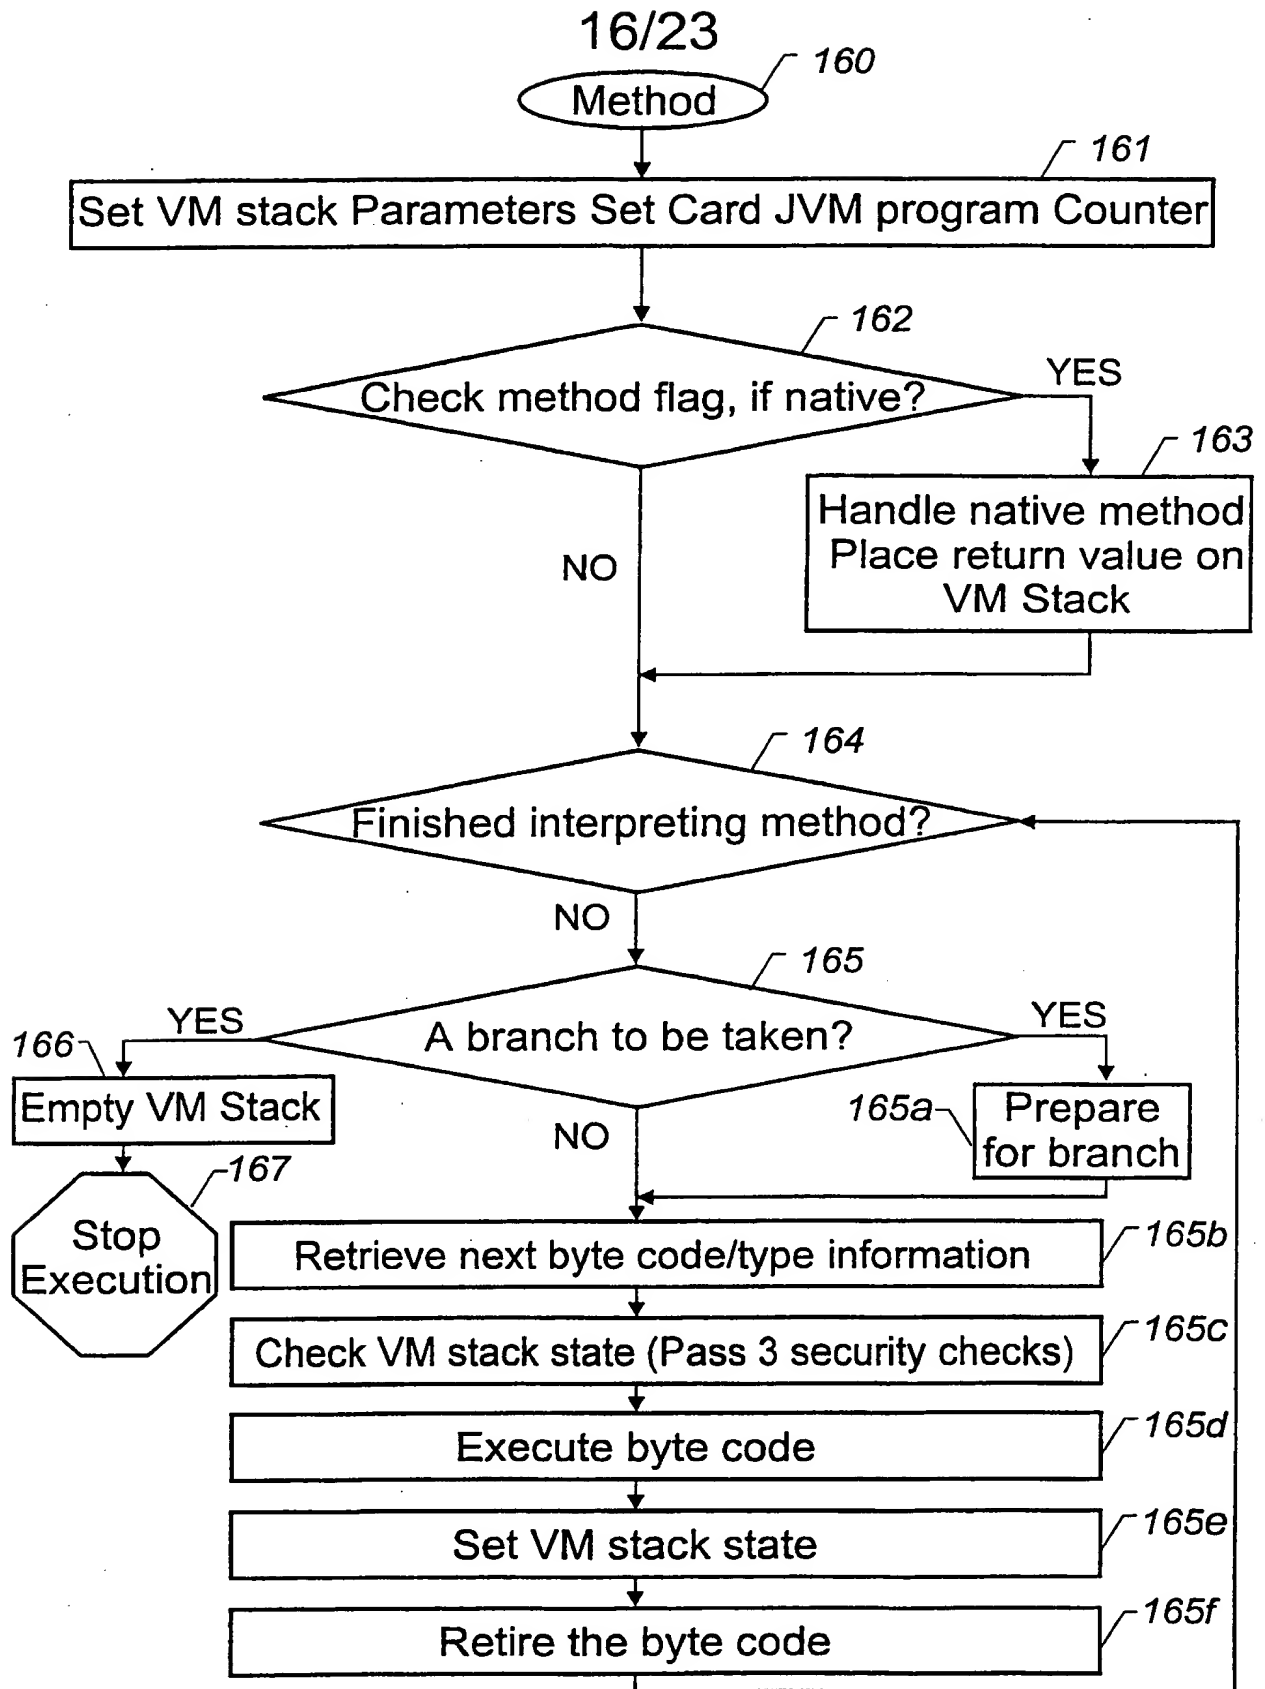 16/23
160
Method
161
Set VM stack Parameters Set Card JVM program Counter
162
Check method flag, if native?
YES
163
Handle native method
Place return value on
VM Stack
NO
164
Finished interpreting method?
NO
165
A branch to be taken?
YES
YES
166
Empty VM Stack
165a
Prepare
for branch
NO
167
Stop
Execution
165b
Retrieve next byte code/type information
165c
Check VM stack state (Pass 3 security checks)
165d
Execute byte code
165e
Set VM stack state
165f
Retire the byte code